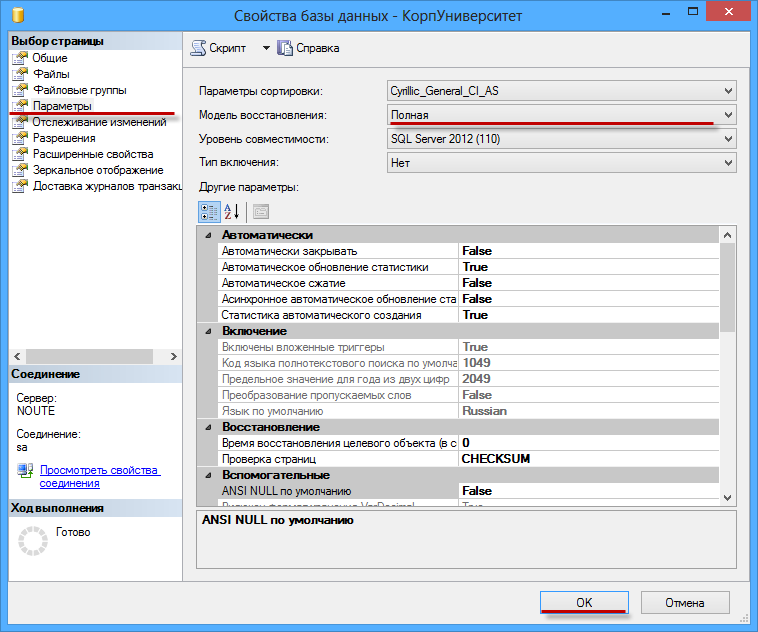 Свойства базы данных - КорпУниверситет
Выбор страницы
Общие
Файлы
Файловые группы
Параметры
Отслеживание изменений
Разрешения
Расширенные свойства
Зеркальное отображение
Доставка журналов транзакц
Соединение
Сервер:
NOUTE
Соединение:
sa
Просмотреть свойства
соединения
Ход выполнения
Готово
Скрипт
Справка
Параметры сортировки: Cyrillic_General_CI_AS
Модель восстановления: Полная
Уровень совместимости: SQL Server 2012 (110)
Тип включения: Нет
Другие параметры:
Автоматически
Автоматически закрывать False
Автоматическое обновление статистики True
Автоматическое сжатие False
Асинхронное автоматическое обновление ста False
Статистика автоматического создания True
Включение
Включены вложенные триггеры True
Код языка полнотекстового поиска по умолча 1049
Предельное значение для года из двух цифр 2049
Преобразование пропускаемых слов False
Язык по умолчанию Russian
Восстановление
Время восстановления целевого объекта (в с 0
Проверка страниц CHECKSUM
Вспомогательные
ANSI NULL по умолчанию False
ANSI NULL по умолчанию
OK
Отмена